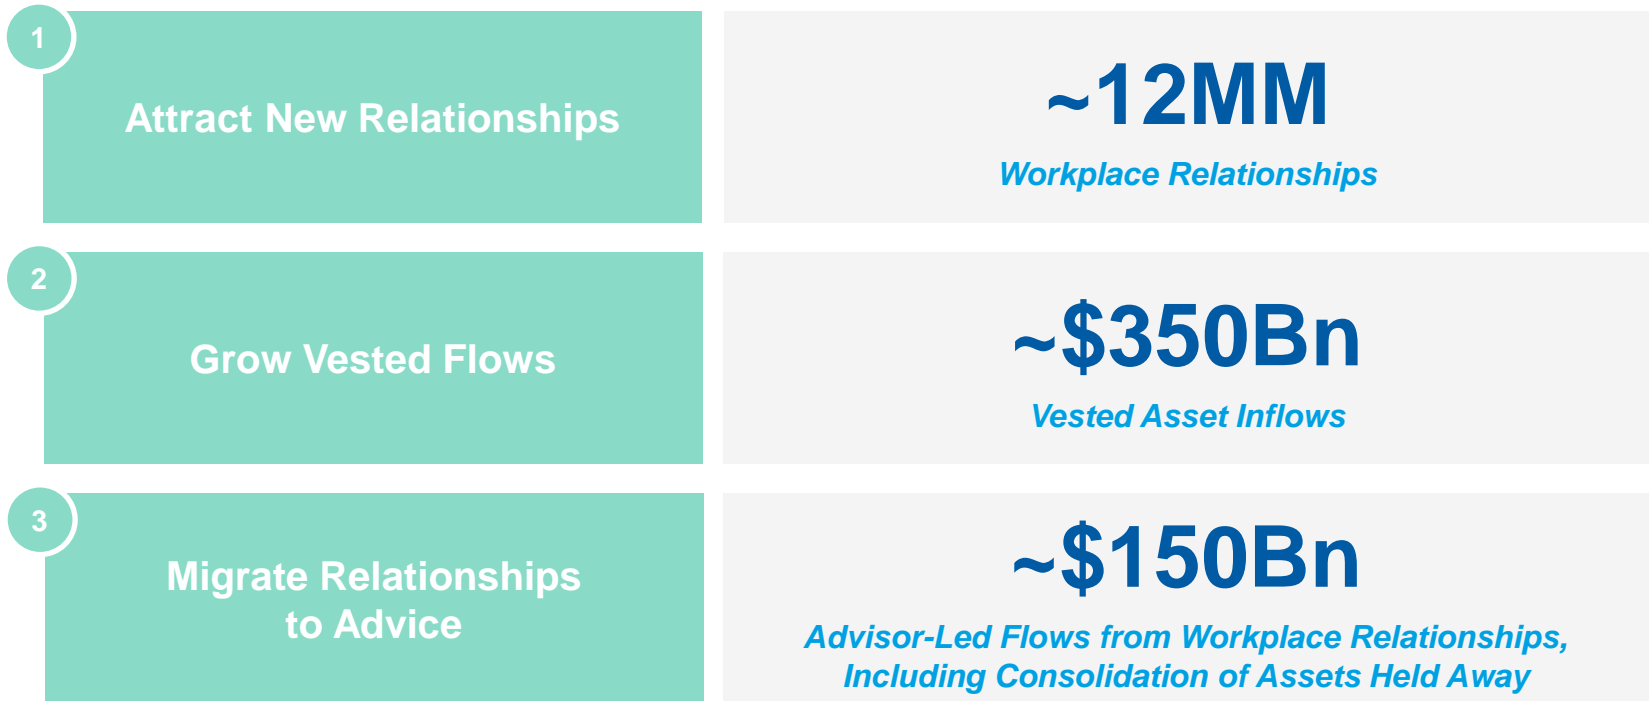 1
Attract New Relationships
~12MM
Workplace Relationships
2
Grow Vested Flows
~$350Bn
Vested Asset Inflows
3
Migrate Relationships
to Advice
~$150Bn
Advisor-Led Flows from Workplace Relationships,
Including Consolidation of Assets Held Away